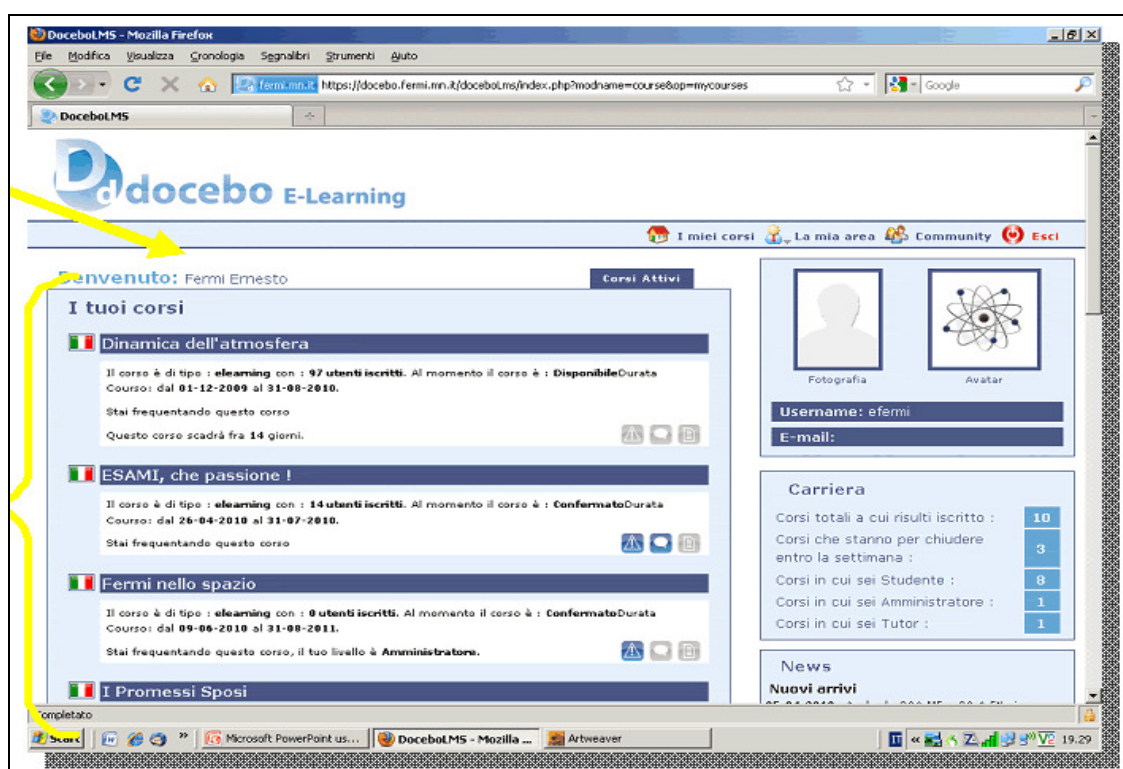 DoceboLMS - Mozilla Firefox
File Modifica Visualizza Cronologia Segnalibri Strumenti Aiuto
fermi.mn.it https://docebo.fermi.mn.it/doceboLms/index.php?modname=course&op=mycourses Google
DoceboLMS
Dd docebo E-Learning
I miei corsi La mia area Community Esci
Benvenuto: Fermi Ernesto
Corsi Attivi
I tuoi corsi
Dinamica dell'atmosfera
Il corso è di tipo : elearning con : 97 utenti iscritti. Al momento il corso è : DisponibileDurata
Courso: dal 01-12-2009 al 31-08-2010.
Stai frequentando questo corso
Questo corso scadrà fra 14 giorni.
ESAMI, che passione !
Il corso è di tipo : elearning con : 14 utenti iscritti. Al momento il corso è : ConfermatoDurata
Courso: dal 26-04-2010 al 31-07-2010.
Stai frequentando questo corso
Fermi nello spazio
Il corso è di tipo : elearning con : 0 utenti iscritti. Al momento il corso è : ConfermatoDurata
Courso: dal 09-06-2010 al 31-08-2011.
Stai frequentando questo corso, il tuo livello è Amministratore.
I Promessi Sposi
Fotografia Avatar
Username: efermi
E-mail:
Carriera
Corsi totali a cui risulti iscritto : 10
Corsi che stanno per chiudere
entro la settimana : 3
Corsi in cui sei Studente : 8
Corsi in cui sei Amministratore : 1
Corsi in cui sei Tutor : 1
News
Nuovi arrivi
Completato
Start » Microsoft PowerPoint us... DoceboLMS - Mozilla ... Artweaver IT « 19.29